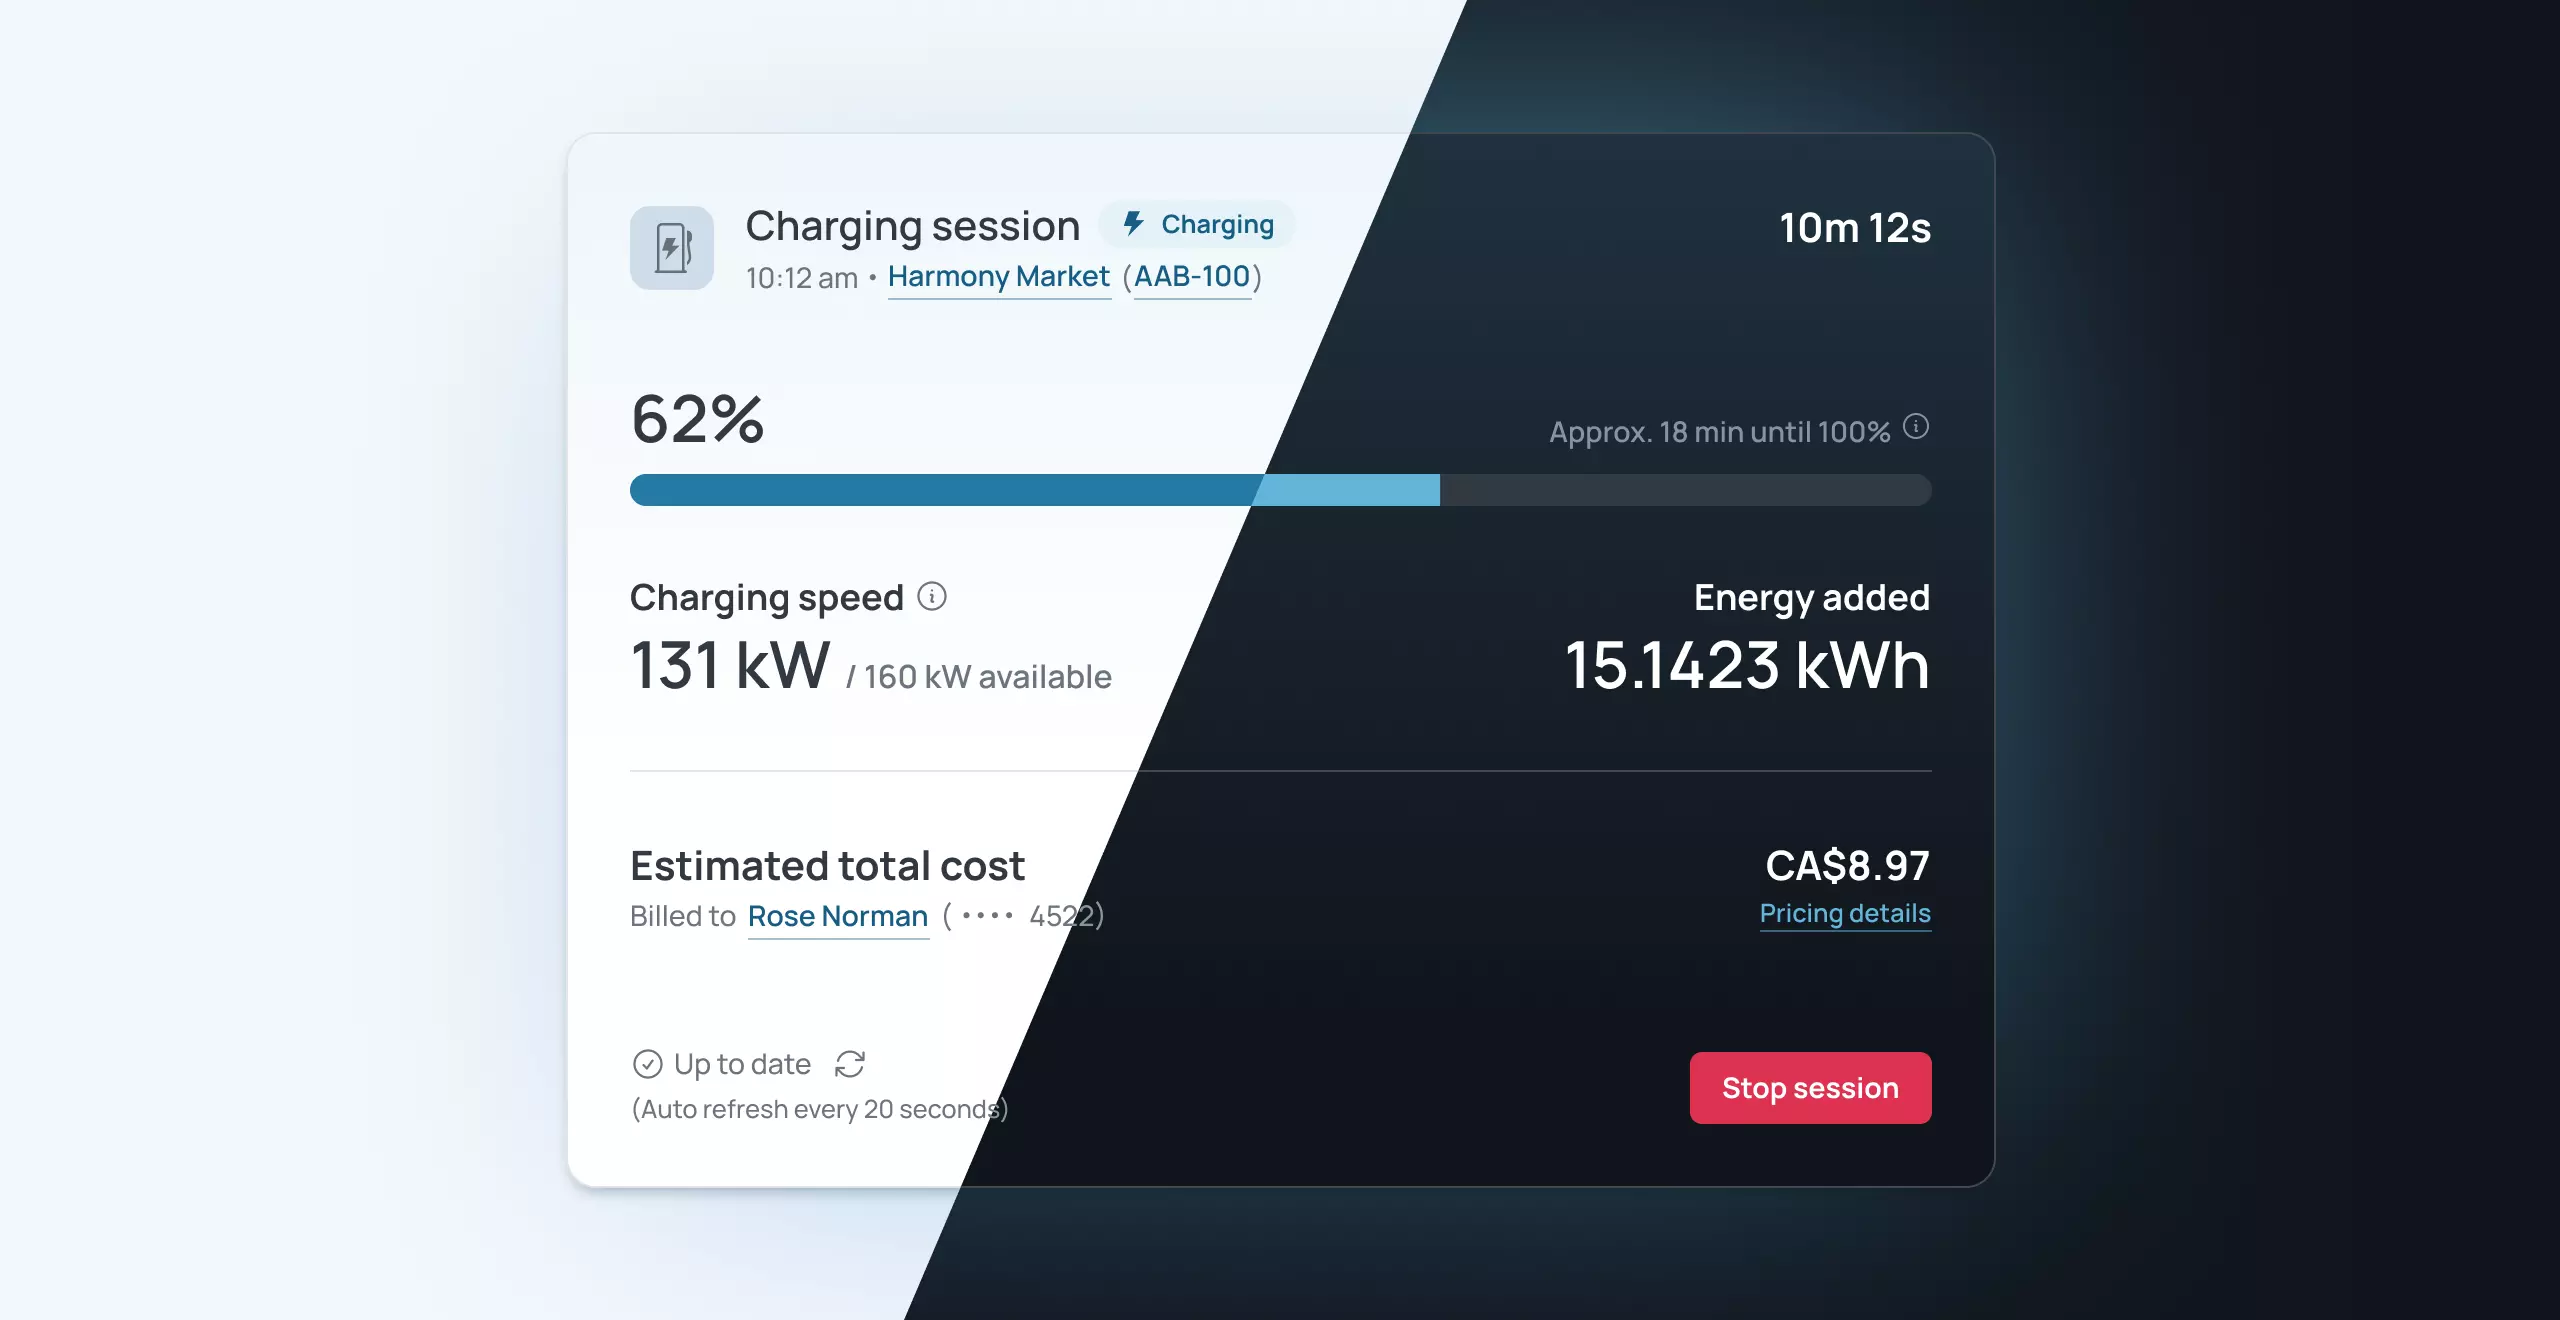 Charging session Charging 10m 12s
10:12 am • Harmony Market (AAB-100)
62% Approx. 18 min until 100%
Charging speed Energy added
131 kW / 160 kW available 15.1423 kWh
Estimated total cost CA$8.97
Billed to Rose Norman ( •••• 4522) Pricing details
Up to date
(Auto refresh every 20 seconds)
Stop session